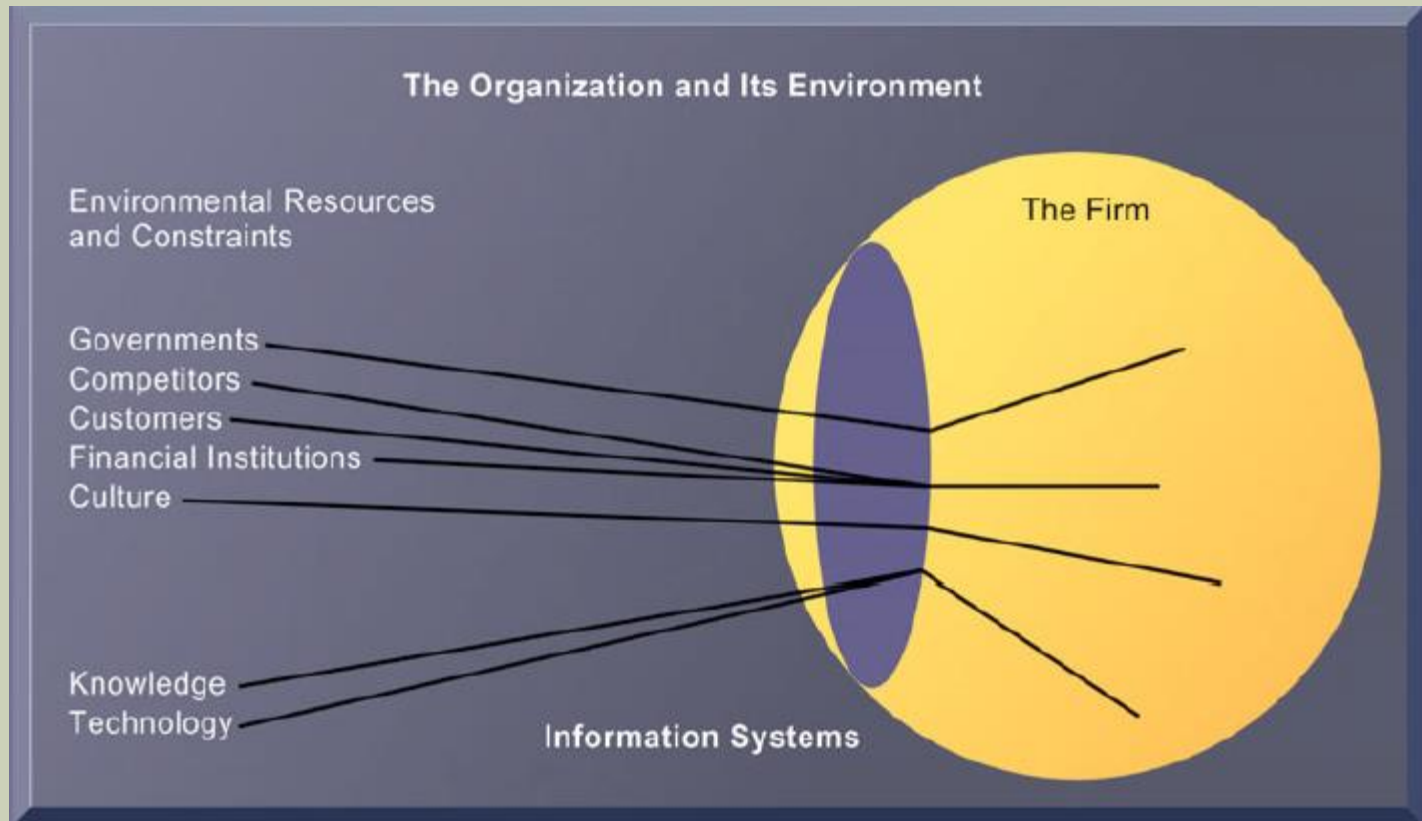 The Organization and Its Environment
Environmental Resources
and Constraints
The Firm
Governments
Competitors
Customers
Financial Institutions
Culture
Knowledge
Technology
Information Systems